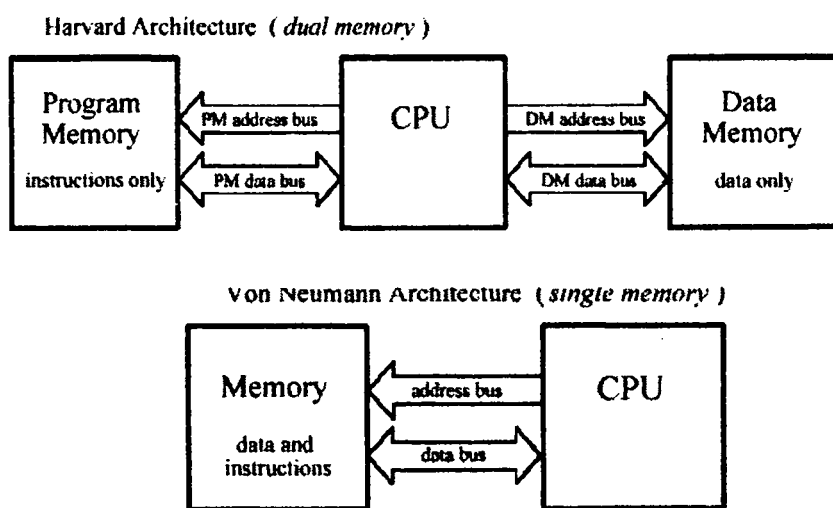 Harvard Architecture ( dual memory )
Program
Memory
instructions only
PM address bus
PM data bus
CPU
DM address bus
DM data bus
Data
Memory
data only
Von Neumann Architecture ( single memory )
Memory
data and
instructions
address bus
data bus
CPU